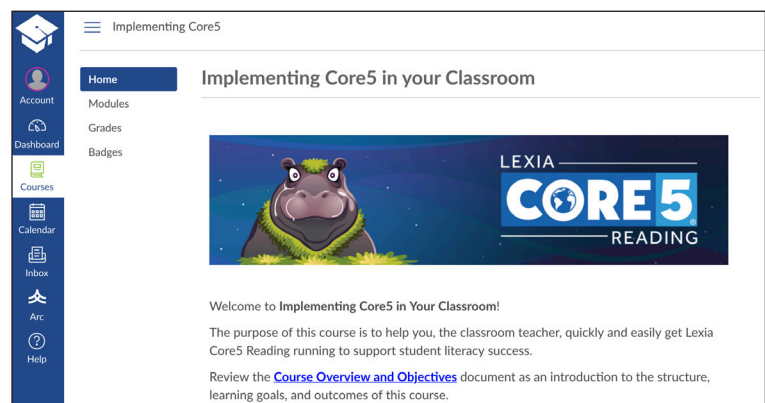 Implementing Core5
Account
Dashboard
Courses
Calendar
Inbox
Arc
Help
Home
Modules
Grades
Badges
Implementing Core5 in your Classroom
LEXIA
CORE5
READING
Welcome to Implementing Core5 in Your Classroom!
The purpose of this course is to help you, the classroom teacher, quickly and easily get Lexia
Core5 Reading running to support student literacy success.
Review the Course Overview and Objectives document as an introduction to the structure,
learning goals, and outcomes of this course.